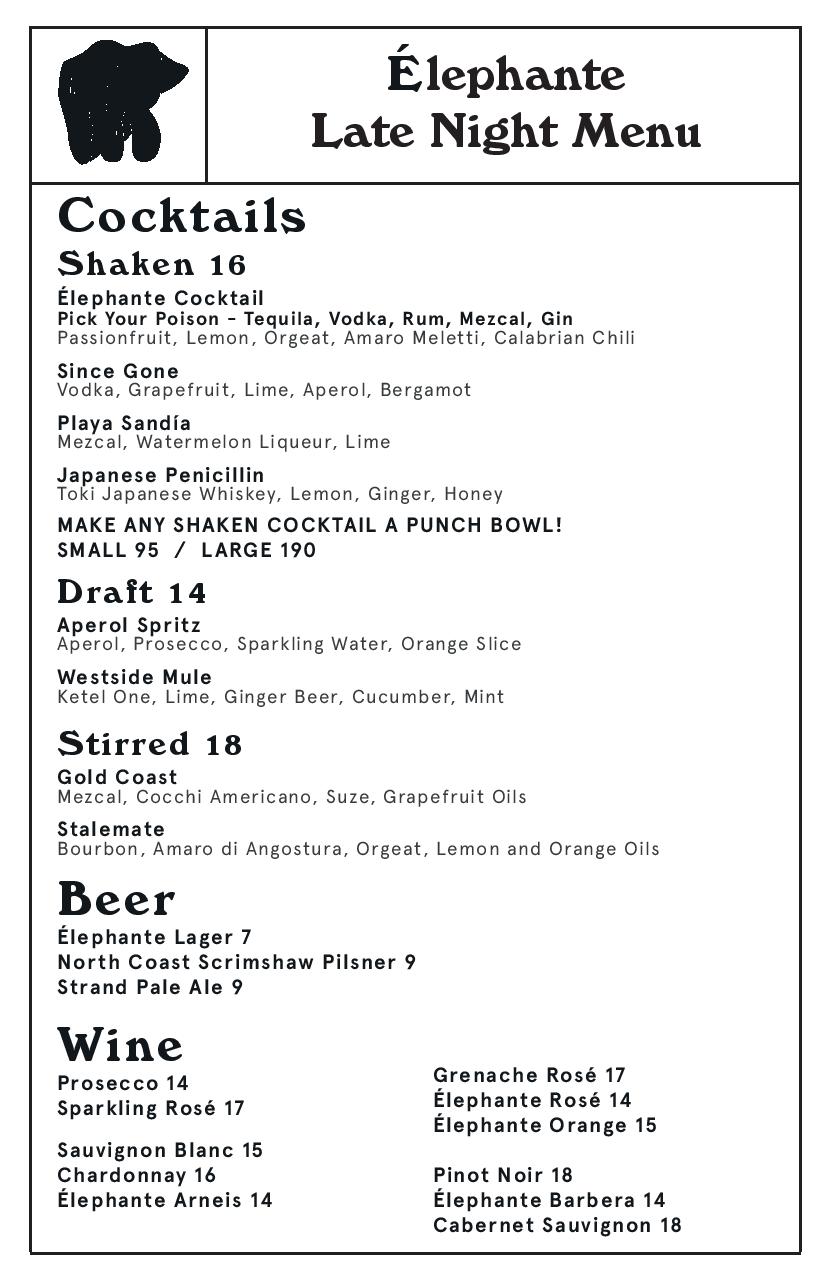 Élephante
Late Night Menu
Cocktails
Shaken 16
Élephante Cocktail
Pick Your Poison - Tequila, Vodka, Rum, Mezcal, Gin
Passionfruit, Lemon, Orgeat, Amaro Meletti, Calabrian Chili
Since Gone
Vodka, Grapefruit, Lime, Aperol, Bergamot
Playa Sandía
Mezcal, Watermelon Liqueur, Lime
Japanese Penicillin
Toki Japanese Whiskey, Lemon, Ginger, Honey
MAKE ANY SHAKEN COCKTAIL A PUNCH BOWL!
SMALL 95 / LARGE 190
Draft 14
Aperol Spritz
Aperol, Prosecco, Sparkling Water, Orange Slice
Westside Mule
Ketel One, Lime, Ginger Beer, Cucumber, Mint
Stirred 18
Gold Coast
Mezcal, Cocchi Americano, Suze, Grapefruit Oils
Stalemate
Bourbon, Amaro di Angostura, Orgeat, Lemon and Orange Oils
Beer
Élephante Lager 7
North Coast Scrimshaw Pilsner 9
Strand Pale Ale 9
Wine
Prosecco 14
Sparkling Rosé 17
Sauvignon Blanc 15
Chardonnay 16
Élephante Arneis 14
Grenache Rosé 17
Élephante Rosé 14
Élephante Orange 15
Pinot Noir 18
Élephante Barbera 14
Cabernet Sauvignon 18